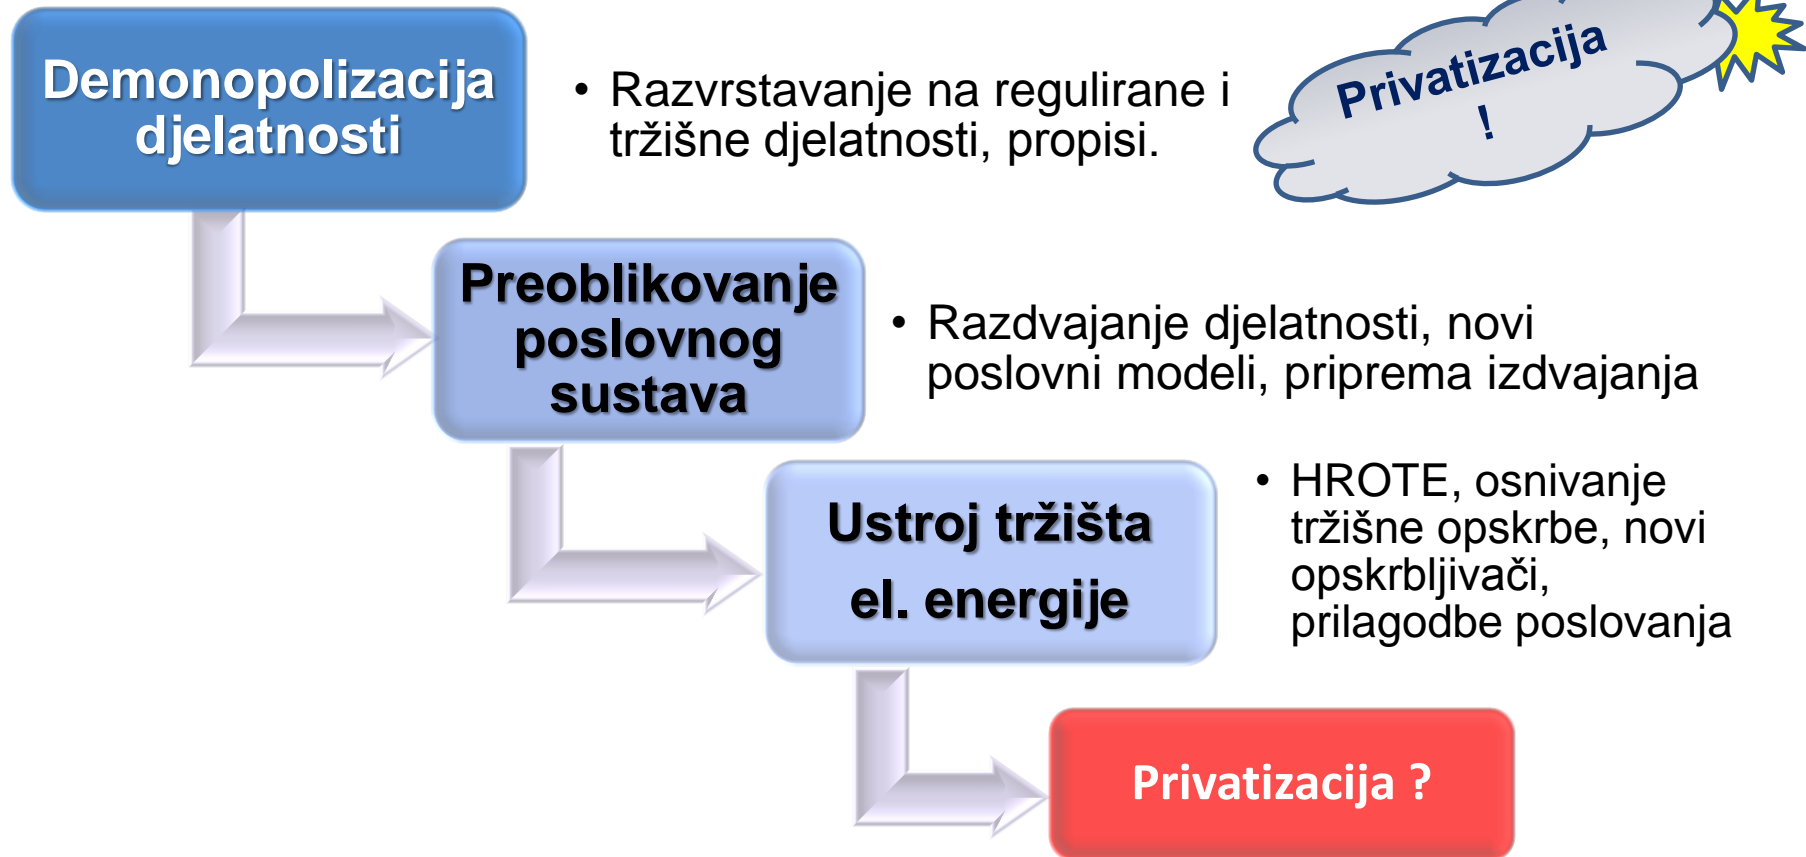 Demonopolizacija
djelatnosti
• Razvrstavanje na regulirane i
tržišne djelatnosti, propisi.
Privatizacija
!
Preoblikovanje
poslovnog
sustava
• Razdvajanje djelatnosti, novi
poslovni modeli, priprema izdvajanja
Ustroj tržišta
el. energije
• HROTE, osnivanje
tržišne opskrbe, novi
opskrbljivači,
prilagodbe poslovanja
Privatizacija ?